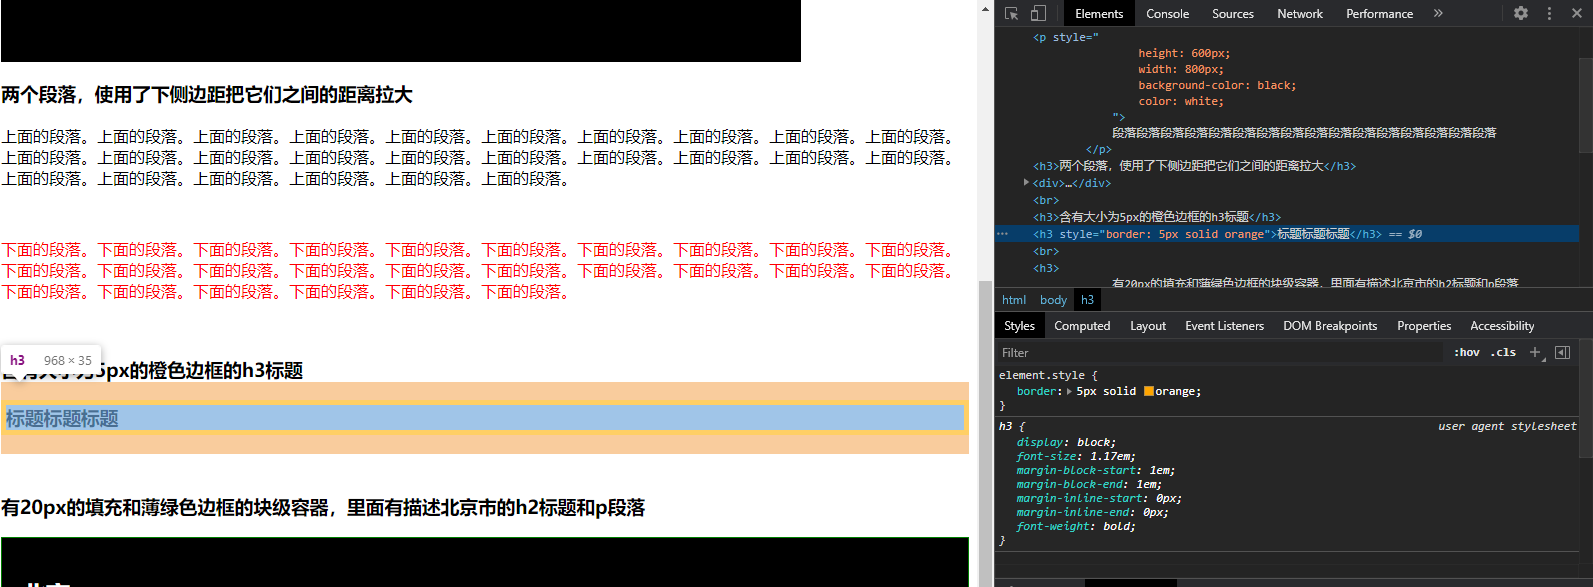 两个段落，使用了下侧边距把它们之间的距离拉大
上面的段落。上面的段落。上面的段落。上面的段落。上面的段落。上面的段落。上面的段落。上面的段落。上面的段落。上面的段落。
上面的段落。上面的段落。上面的段落。上面的段落。上面的段落。上面的段落。上面的段落。上面的段落。上面的段落。上面的段落。
上面的段落。上面的段落。上面的段落。上面的段落。上面的段落。上面的段落。
下面的段落。下面的段落。下面的段落。下面的段落。下面的段落。下面的段落。下面的段落。下面的段落。下面的段落。下面的段落。
下面的段落。下面的段落。下面的段落。下面的段落。下面的段落。下面的段落。下面的段落。下面的段落。下面的段落。下面的段落。
下面的段落。下面的段落。下面的段落。下面的段落。下面的段落。下面的段落。
h3 968 × 35
含有大小为5px的橙色边框的h3标题
标题标题标题
有20px的填充和薄绿色边框的块级容器，里面有描述北京市的h2标题和p段落
Elements Console Sources Network Performance »
<p style="
height: 600px;
width: 800px;
background-color: black;
color: white;
">
段落段落段落段落段落段落段落段落段落段落段落段落段落段落段落段落
</p>
<h3>两个段落，使用了下侧边距把它们之间的距离拉大</h3>
<div>…</div>
<br>
<h3>含有大小为5px的橙色边框的h3标题</h3>
<h3 style="border: 5px solid orange">标题标题标题</h3> == $0
<br>
<h3>
有20px的填充和薄绿色边框的块级容器，里面有描述北京市的h2标题和p段落
html body h3
Styles Computed Layout Event Listeners DOM Breakpoints Properties Accessibility
Filter :hov .cls +
element.style {
border: 5px solid orange;
}
h3 { user agent stylesheet
display: block;
font-size: 1.17em;
margin-block-start: 1em;
margin-block-end: 1em;
margin-inline-start: 0px;
margin-inline-end: 0px;
font-weight: bold;
}